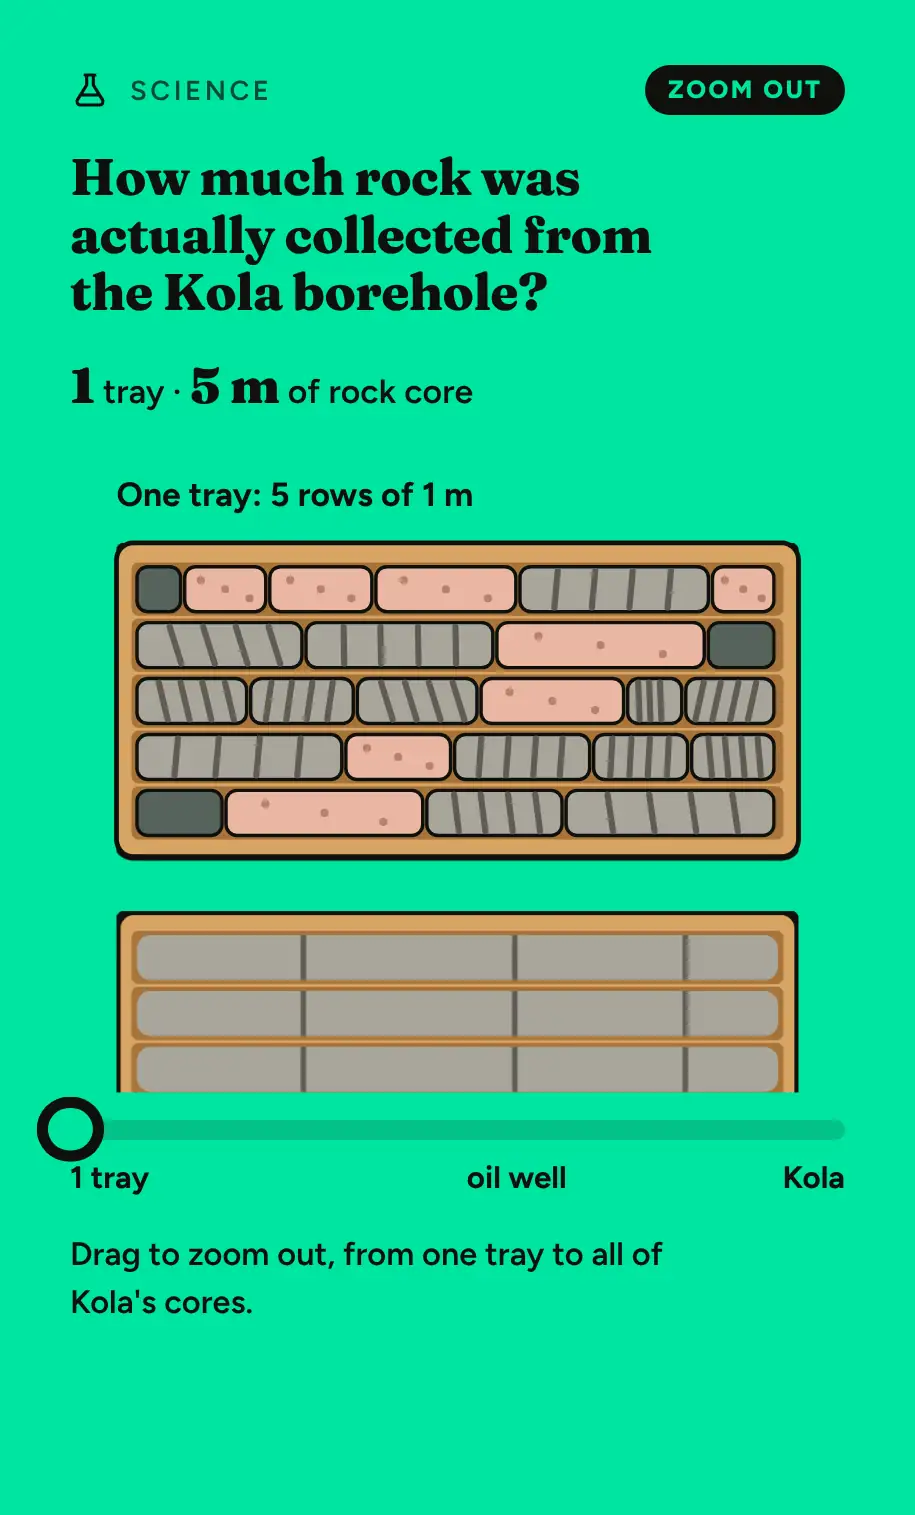 SCIENCE
ZOOM OUT
How much rock was
actually collected from
the Kola borehole?
1 tray · 5 m of rock core
One tray: 5 rows of 1 m
1 tray
oil well
Kola
Drag to zoom out, from one tray to all of
Kola's cores.